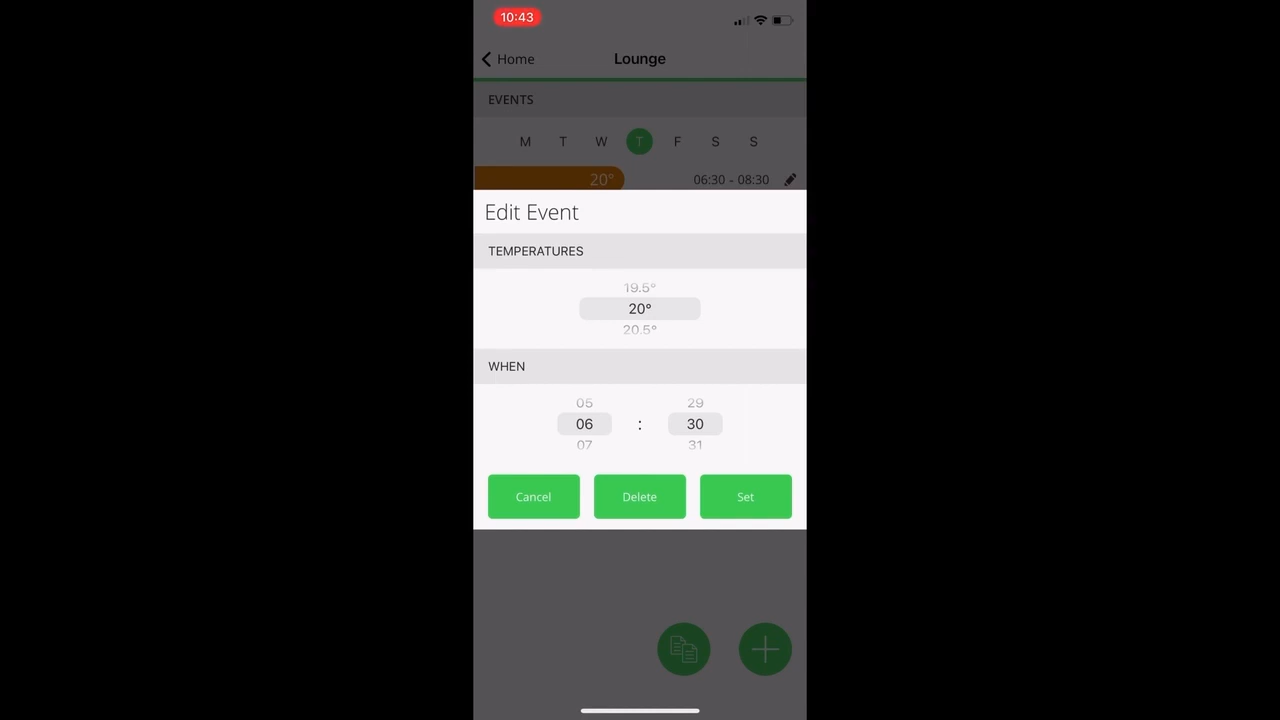 10:43
Home Lounge
EVENTS
M T W T F S S
20° 06:30 - 08:30
Edit Event
TEMPERATURES
19.5°
20°
20.5°
WHEN
05 29
06 : 30
07 31
Cancel Delete Set